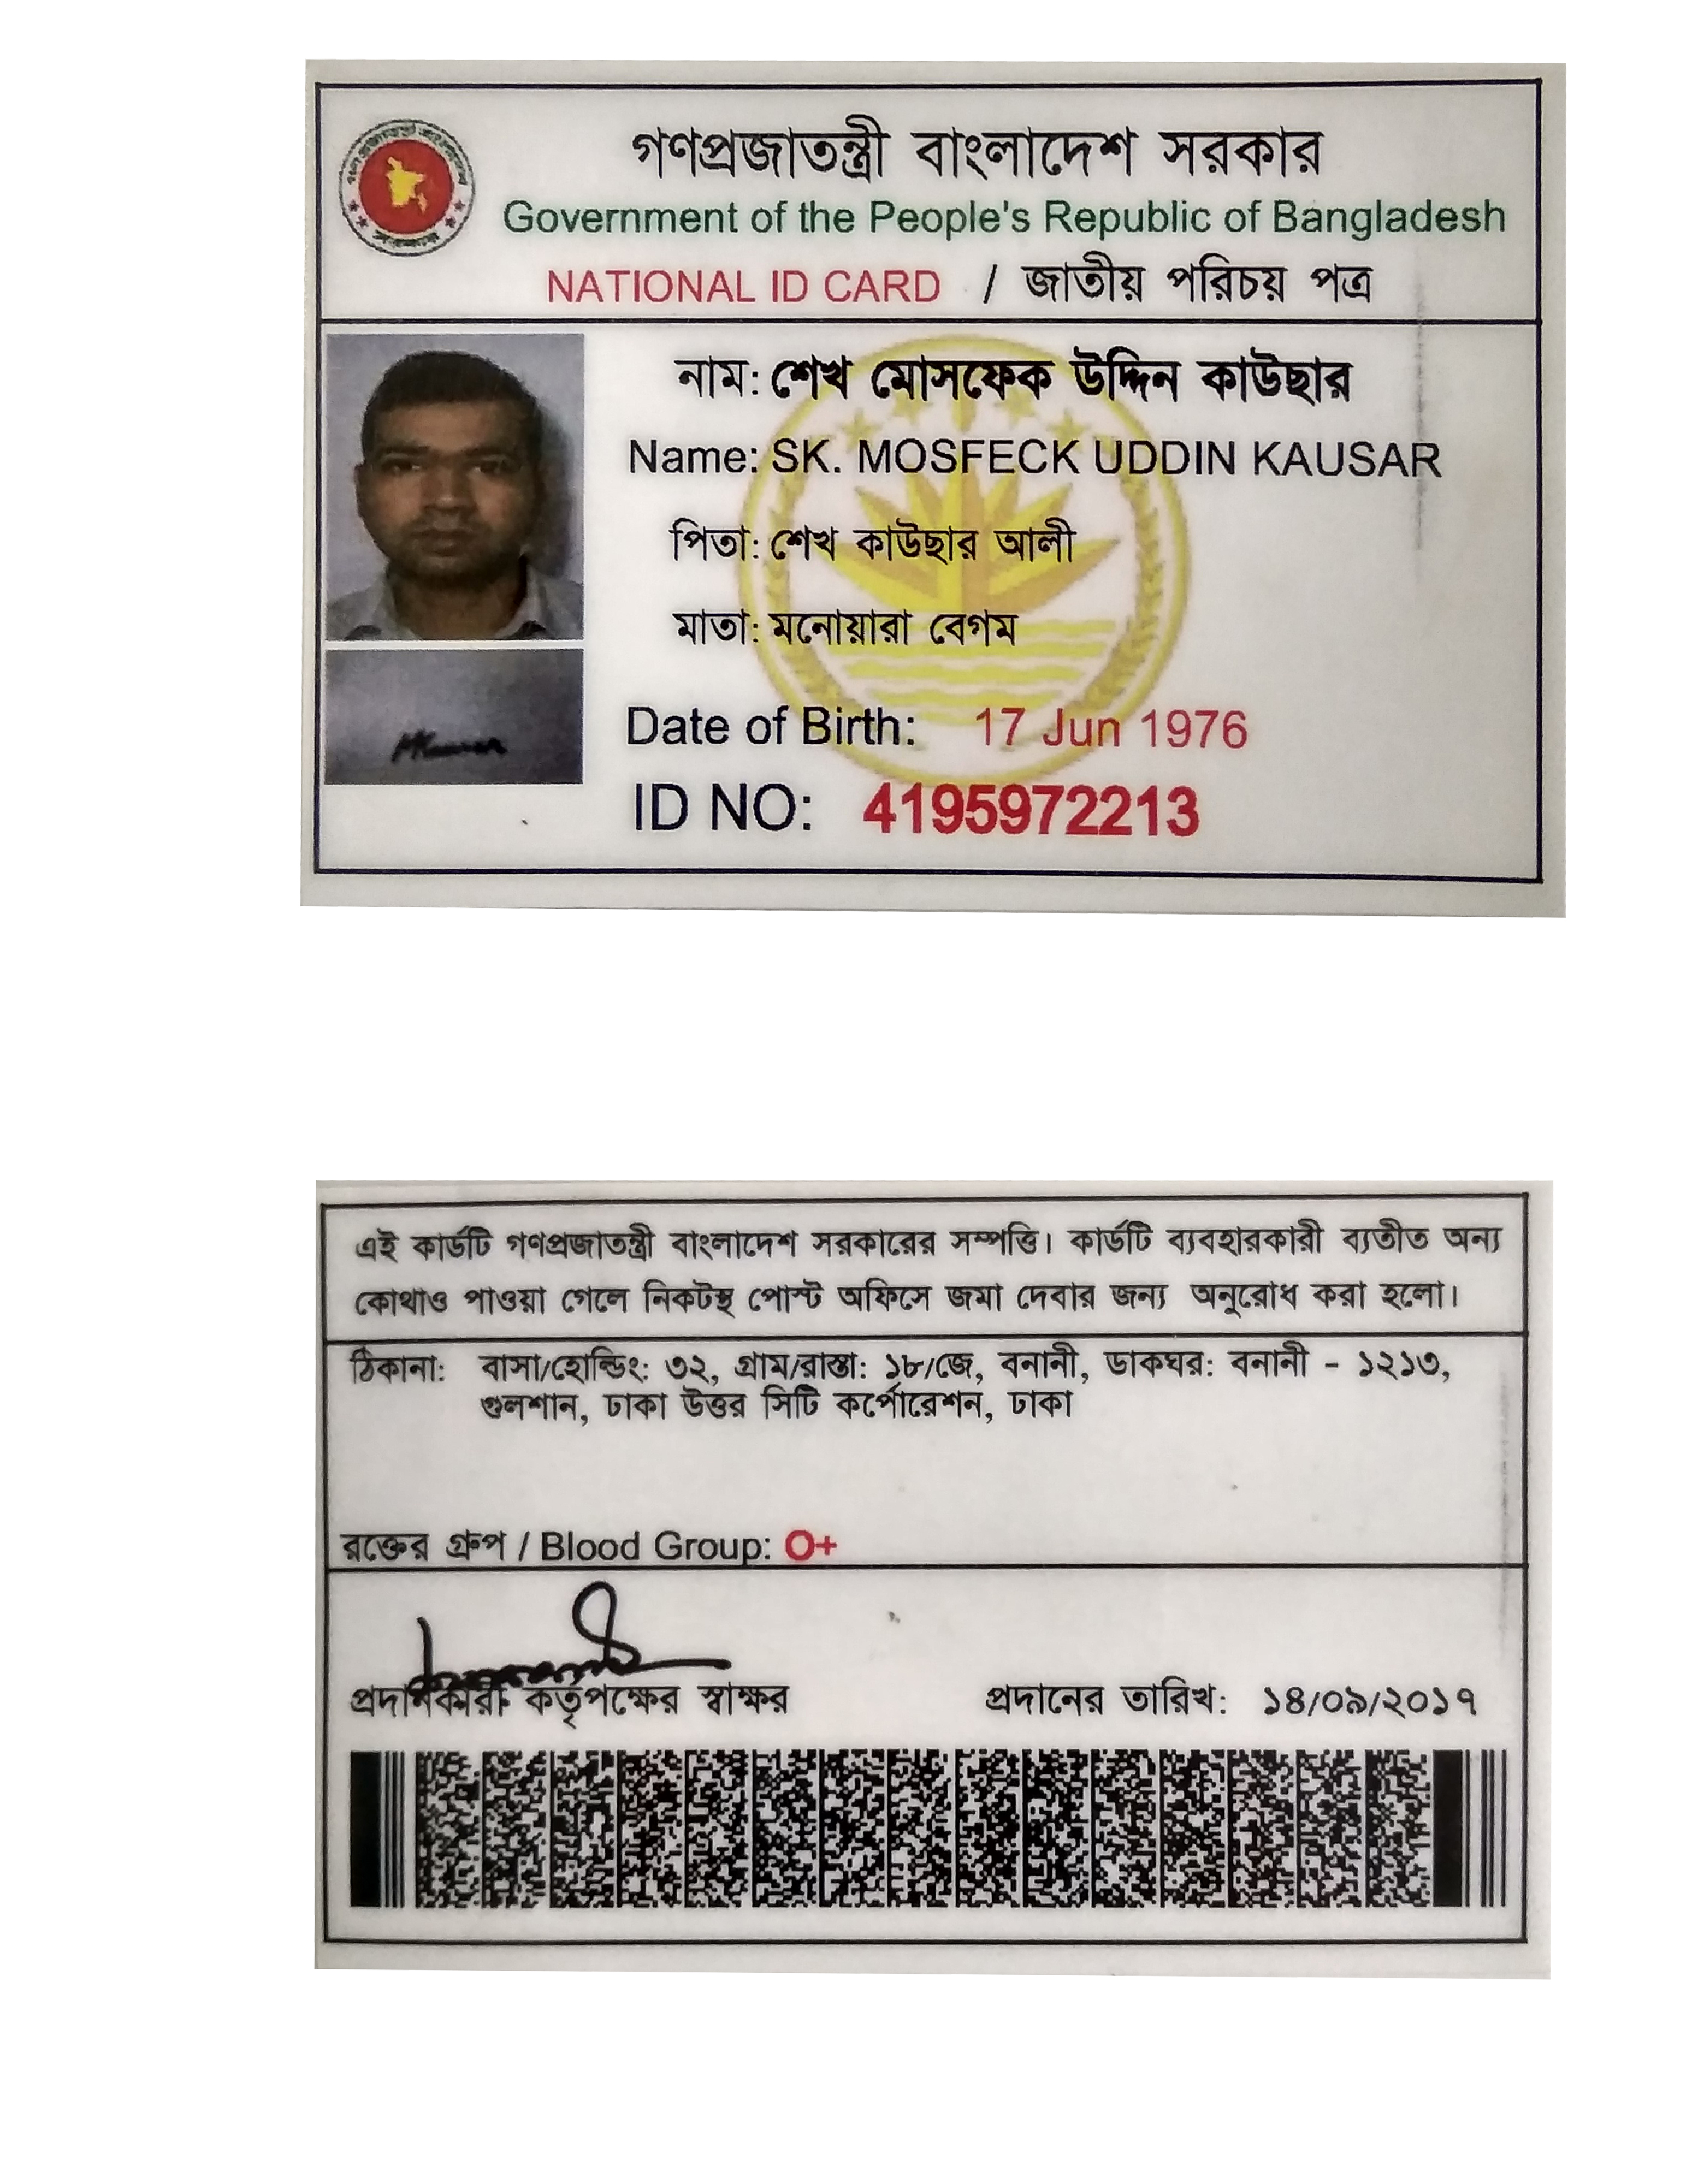 গণপ্রজাতন্ত্রী বাংলাদেশ সরকার
Government of the People's Republic of Bangladesh
NATIONAL ID CARD / জাতীয় পরিচয় পত্র
নাম: শেখ মোসফেক উদ্দিন কাউছার
Name: SK. MOSFECK UDDIN KAUSAR
পিতা: শেখ কাউছার আলী
মাতা: মনোয়ারা বেগম
Date of Birth: 17 Jun 1976
ID NO: 4195972213
এই কার্ডটি গণপ্রজাতন্ত্রী বাংলাদেশ সরকারের সম্পত্তি। কার্ডটি ব্যবহারকারী ব্যতীত অন্য
কোথাও পাওয়া গেলে নিকটস্থ পোস্ট অফিসে জমা দেবার জন্য অনুরোধ করা হলো।
ঠিকানা: বাসা/হোল্ডিং: ৩২, গ্রাম/রাস্তা: ১৮/জে, বনানী, ডাকঘর: বনানী - ১২১৩,
গুলশান, ঢাকা উত্তর সিটি কর্পোরেশন, ঢাকা
রক্তের গ্রুপ / Blood Group: O+
প্রদানকারী কর্তৃপক্ষের স্বাক্ষর প্রদানের তারিখ: ১৪/০৯/২০১৭